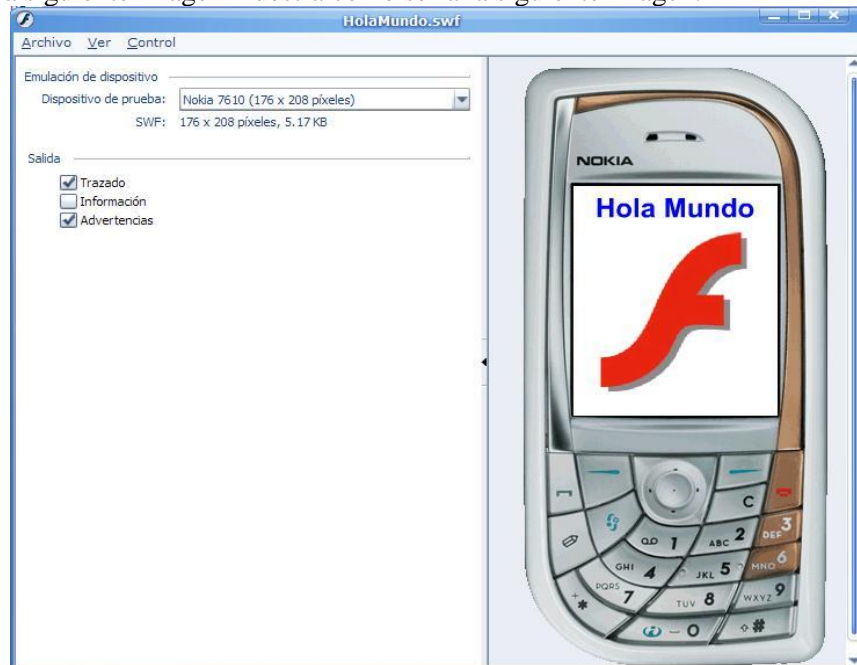 HolaMundo.swf
Archivo Ver Control
Emulación de dispositivo
Dispositivo de prueba: Nokia 7610 (176 x 208 píxeles)
SWF: 176 x 208 píxeles, 5.17 KB
Salida
Trazado
Información
Advertencias
NOKIA
Hola Mundo
C
1
ABC 2
DEF 3
GHI 4
JKL 5
MNO 6
PQRS 7
TUV 8
WXYZ 9
+ *
- 0
#